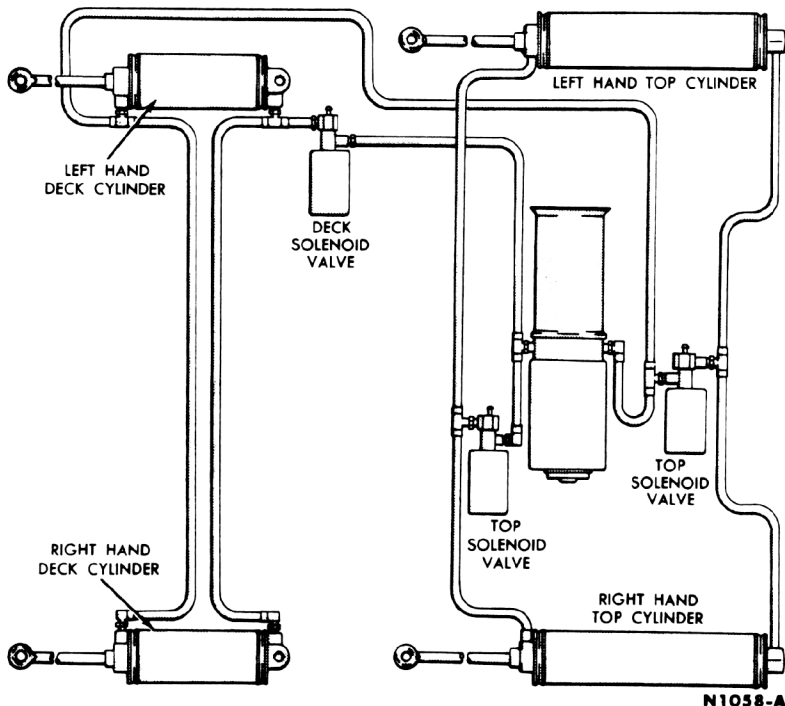 LEFT HAND TOP CYLINDER
LEFT HAND
DECK CYLINDER
DECK
SOLENOID
VALVE
TOP
SOLENOID
VALVE
TOP
SOLENOID
VALVE
RIGHT HAND
DECK CYLINDER
RIGHT HAND
TOP CYLINDER
N1058-A